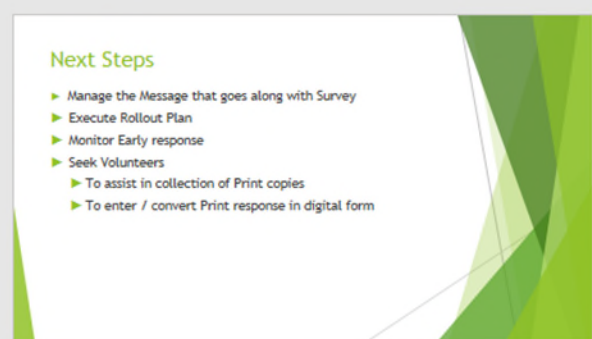 Next Steps
Manage the Message that goes along with Survey
Execute Rollout Plan
Monitor Early response
Seek Volunteers
To assist in collection of Print copies
To enter / convert Print response in digital form